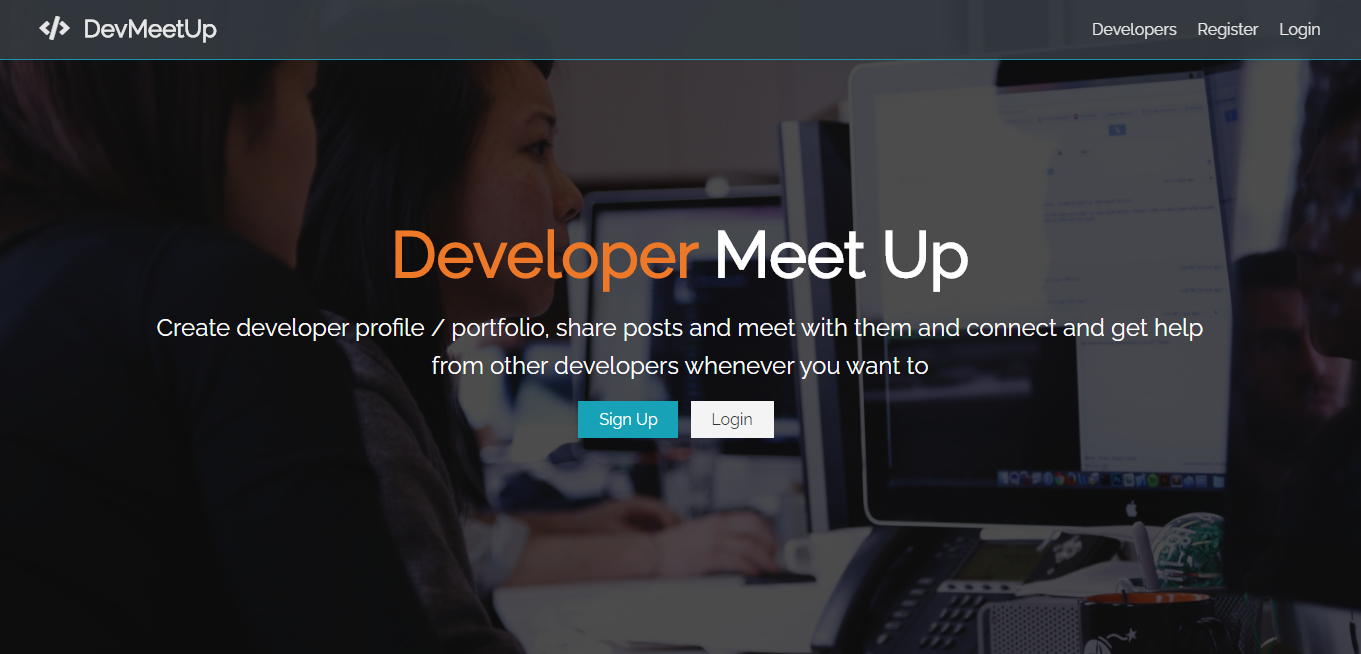 DevMeetUp
Developers
Register
Login
Developer Meet Up
Create developer profile / portfolio, share posts and meet with them and connect and get help
from other developers whenever you want to
Sign Up
Login